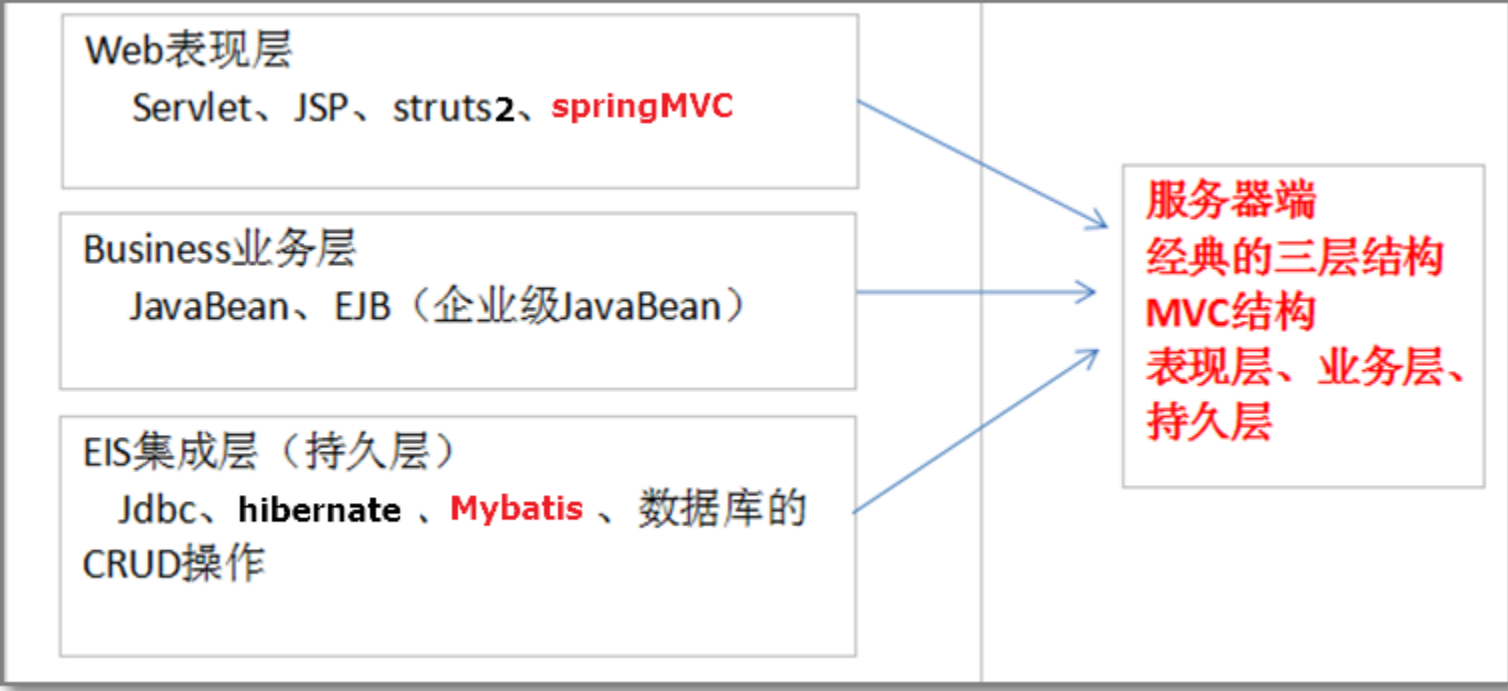 Web表现层
Servlet、JSP、struts2、springMVC
Business业务层
JavaBean、EJB（企业级JavaBean）
EIS集成层（持久层）
Jdbc、hibernate 、Mybatis 、数据库的
CRUD操作
服务器端
经典的三层结构
MVC结构
表现层、业务层、
持久层